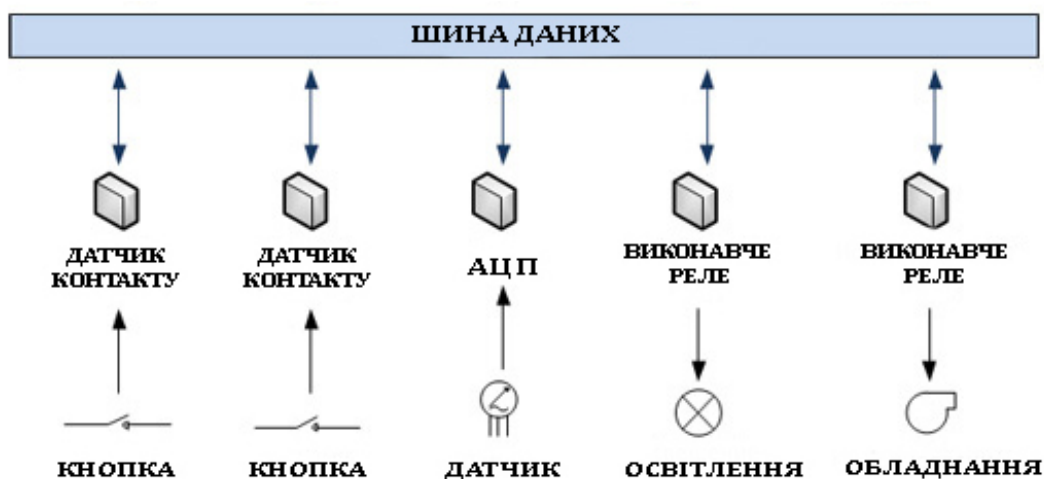 ШИНА ДАНИХ
ДАТЧИК
КОНТАКТУ
ДАТЧИК
КОНТАКТУ
АЦП
ВИКОНАВЧЕ
РЕЛЕ
ВИКОНАВЧЕ
РЕЛЕ
КНОПКА
КНОПКА
ДАТЧИК
ОСВІТЛЕННЯ
ОБЛАДНАННЯ